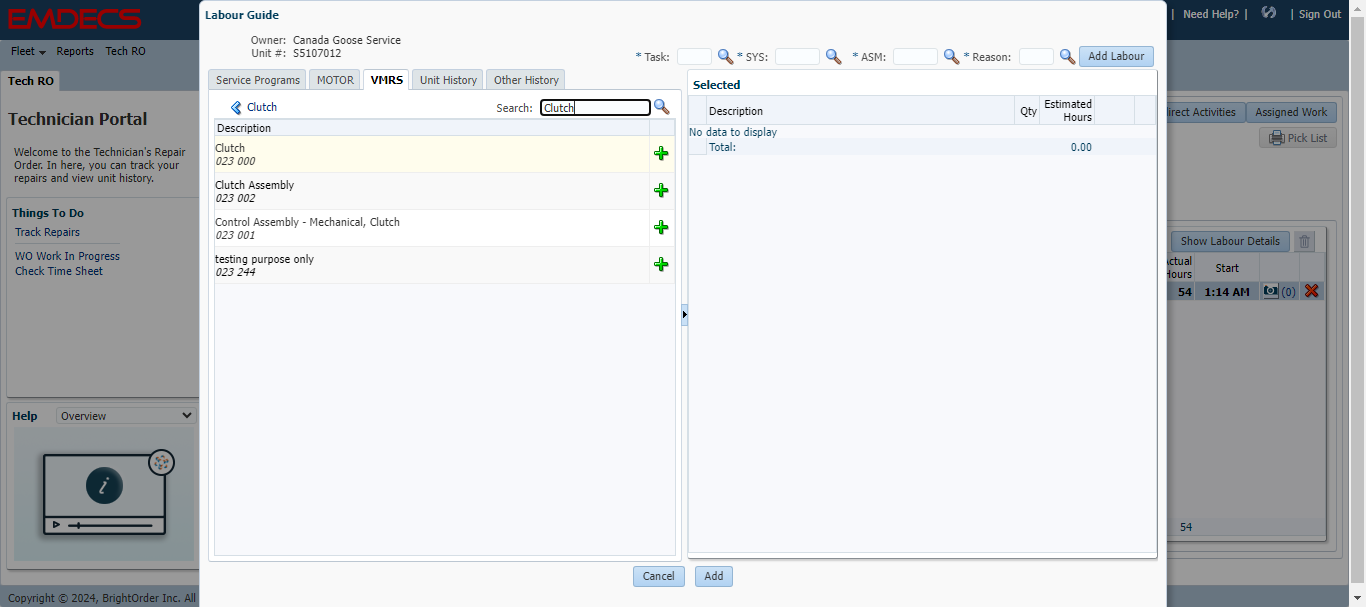 EMDECS
| Need Help? | | Sign Out
Fleet Reports Tech RO
Tech RO
Technician Portal
Welcome to the Technician's Repair
Order. In here, you can track your
repairs and view unit history.
Things To Do
Track Repairs
WO Work In Progress
Check Time Sheet
Help Overview
i
Copyright © 2024, BrightOrder Inc. All
Labour Guide
Owner: Canada Goose Service
Unit #: S5107012
* Task: * SYS: * ASM: * Reason: Add Labour
Service Programs MOTOR VMRS Unit History Other History
Clutch Search: Clutch
Description
Clutch
023 000
Clutch Assembly
023 002
Control Assembly - Mechanical, Clutch
023 001
testing purpose only
023 244
Selected
Description Qty Estimated Hours
No data to display
Total: 0.00
Cancel Add
irect Activities Assigned Work
Pick List
Show Labour Details
ctual
Hours Start
54 1:14 AM (0)
54